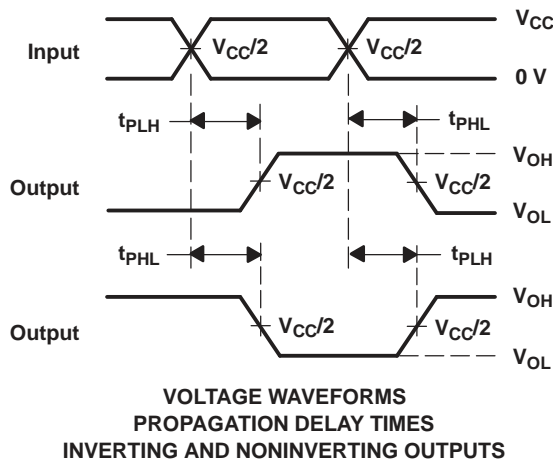 V_CC
Input V_CC/2 V_CC/2
0 V
t_PLH t_PHL
V_OH
Output V_CC/2 V_CC/2
V_OL
t_PHL t_PLH
V_OH
Output V_CC/2 V_CC/2
V_OL
VOLTAGE WAVEFORMS
PROPAGATION DELAY TIMES
INVERTING AND NONINVERTING OUTPUTS